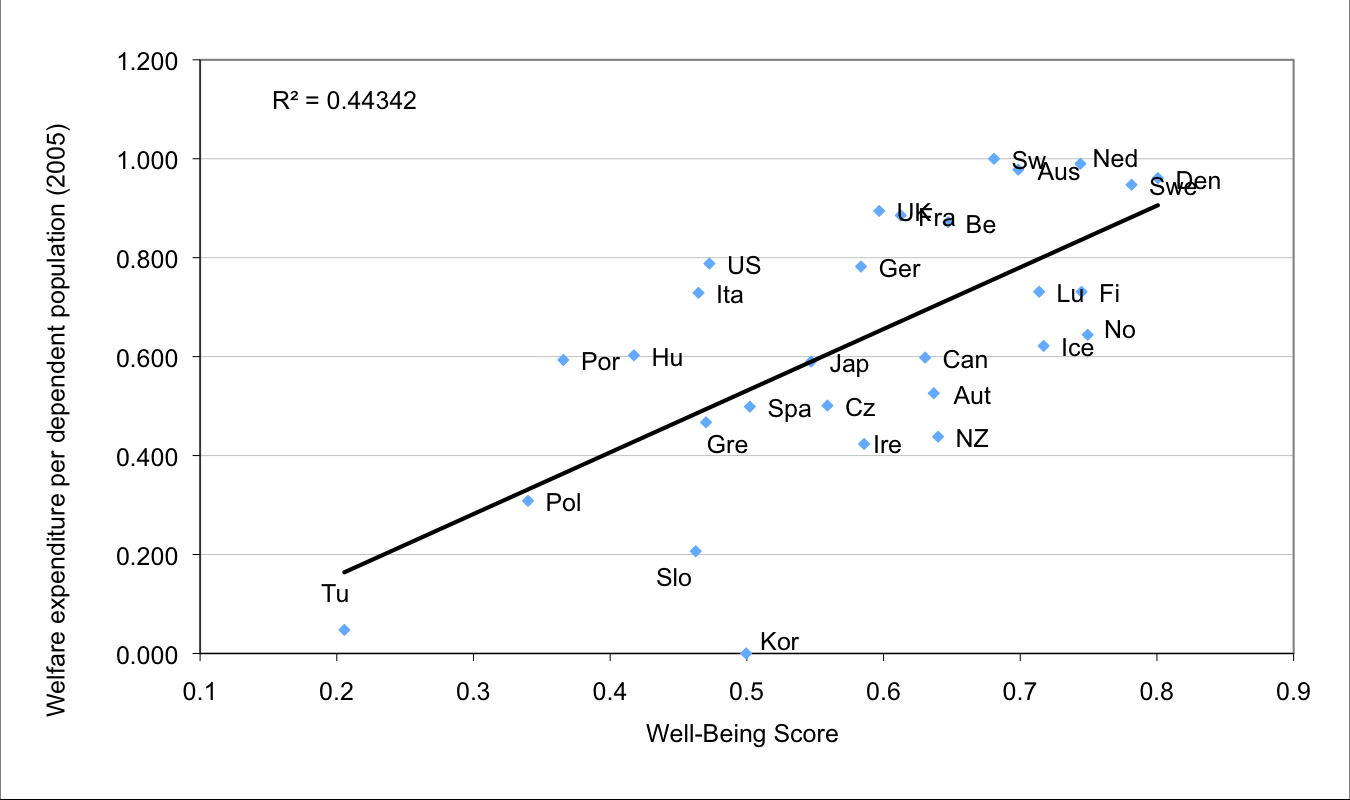 1.200
R² = 0.44342
1.000
Sw
Aus
Ned
Den
Swe
UK
Fra
Be
0.800
US
Ger
Ita
Lu
Fi
No
Ice
0.600
Por
Hu
Jap
Can
Aut
Spa
Cz
Gre
Ire
NZ
0.400
Pol
0.200
Slo
Tu
Kor
0.000
0.1 0.2 0.3 0.4 0.5 0.6 0.7 0.8 0.9
Well-Being Score
Welfare expenditure per dependent population (2005)